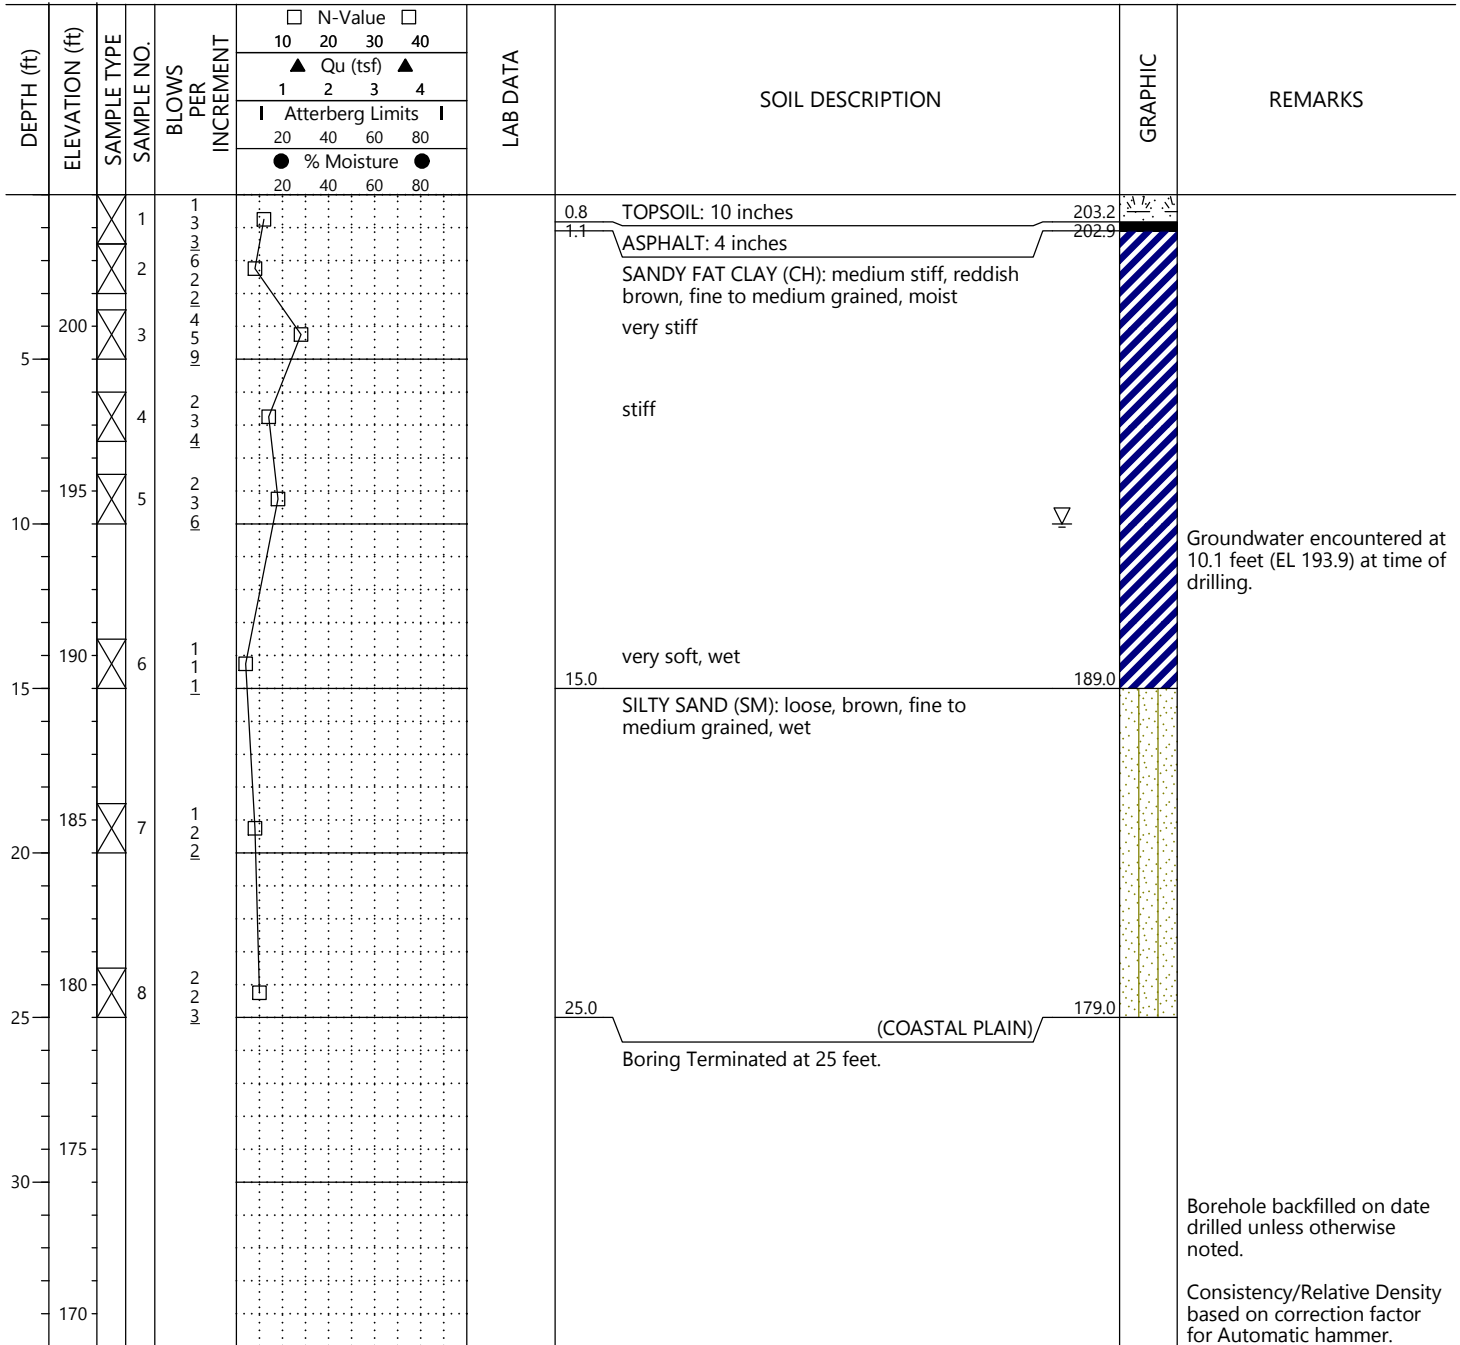 DEPTH (ft)
ELEVATION (ft)
SAMPLE TYPE
SAMPLE NO.
BLOWS
PER
INCREMENT
N-Value
10 20 30 40
Qu (tsf)
1 2 3 4
Atterberg Limits
20 40 60 80
% Moisture
20 40 60 80
LAB DATA
SOIL DESCRIPTION
GRAPHIC
REMARKS
1
1
3
3
0.8 TOPSOIL: 10 inches 203.2
1.1 202.9
ASPHALT: 4 inches
2
6
2
2
SANDY FAT CLAY (CH): medium stiff, reddish
brown, fine to medium grained, moist
200
3
4
5
9
very stiff
5
4
2
3
4
stiff
195
5
2
3
6
10
Groundwater encountered at
10.1 feet (EL 193.9) at time of
drilling.
190
6
1
1
1
very soft, wet
15
15.0 189.0
SILTY SAND (SM): loose, brown, fine to
medium grained, wet
185
7
1
2
2
20
180
8
2
2
3
25
25.0 179.0
(COASTAL PLAIN)
Boring Terminated at 25 feet.
175
30
Borehole backfilled on date
drilled unless otherwise
noted.
170
Consistency/Relative Density
based on correction factor
for Automatic hammer.